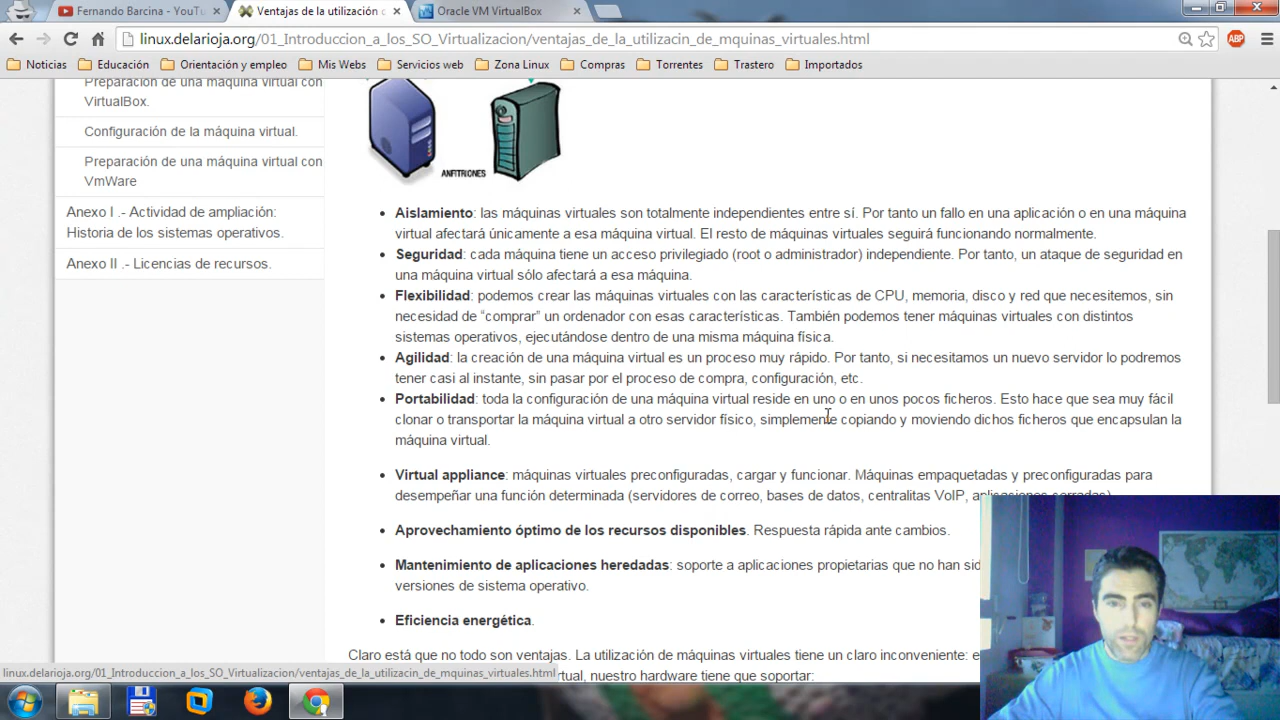 Fernando Barcina - YouTu
Ventajas de la utilización d
Oracle VM VirtualBox
linux.delarioja.org/01_Introduccion_a_los_SO_Virtualizacion/ventajas_de_la_utilizacin_de_mquinas_virtuales.html
ABP
Noticias Educación Orientación y empleo Mis Webs Servicios web Zona Linux Compras Torrentes Trastero Importados
Preparación de una máquina virtual con
VirtualBox.
Configuración de la máquina virtual.
Preparación de una máquina virtual con
VmWare
Anexo I .- Actividad de ampliación:
Historia de los sistemas operativos.
Anexo II .- Licencias de recursos.
ANFITRIONES
Aislamiento: las máquinas virtuales son totalmente independientes entre sí. Por tanto un fallo en una aplicación o en una máquina
virtual afectará únicamente a esa máquina virtual. El resto de máquinas virtuales seguirá funcionando normalmente.
Seguridad: cada máquina tiene un acceso privilegiado (root o administrador) independiente. Por tanto, un ataque de seguridad en
una máquina virtual sólo afectará a esa máquina.
Flexibilidad: podemos crear las máquinas virtuales con las características de CPU, memoria, disco y red que necesitemos, sin
necesidad de “comprar” un ordenador con esas características. También podemos tener máquinas virtuales con distintos
sistemas operativos, ejecutándose dentro de una misma máquina física.
Agilidad: la creación de una máquina virtual es un proceso muy rápido. Por tanto, si necesitamos un nuevo servidor lo podremos
tener casi al instante, sin pasar por el proceso de compra, configuración, etc.
Portabilidad: toda la configuración de una máquina virtual reside en uno o en unos pocos ficheros. Esto hace que sea muy fácil
clonar o transportar la máquina virtual a otro servidor físico, simplemente copiando y moviendo dichos ficheros que encapsulan la
máquina virtual.
Virtual appliance: máquinas virtuales preconfiguradas, cargar y funcionar. Máquinas empaquetadas y preconfiguradas para
desempeñar una función determinada (servidores de correo, bases de datos, centralitas VoIP, aplicaciones cerradas)
Aprovechamiento óptimo de los recursos disponibles. Respuesta rápida ante cambios.
Mantenimiento de aplicaciones heredadas: soporte a aplicaciones propietarias que no han sid
versiones de sistema operativo.
Eficiencia energética.
Claro está que no todo son ventajas. La utilización de máquinas virtuales tiene un claro inconveniente: e
rtual, nuestro hardware tiene que soportar:
linux.delarioja.org/01_Introduccion_a_los_SO_Virtualizacion/ventajas_de_la_utilizacin_de_mquinas_virtuales.html